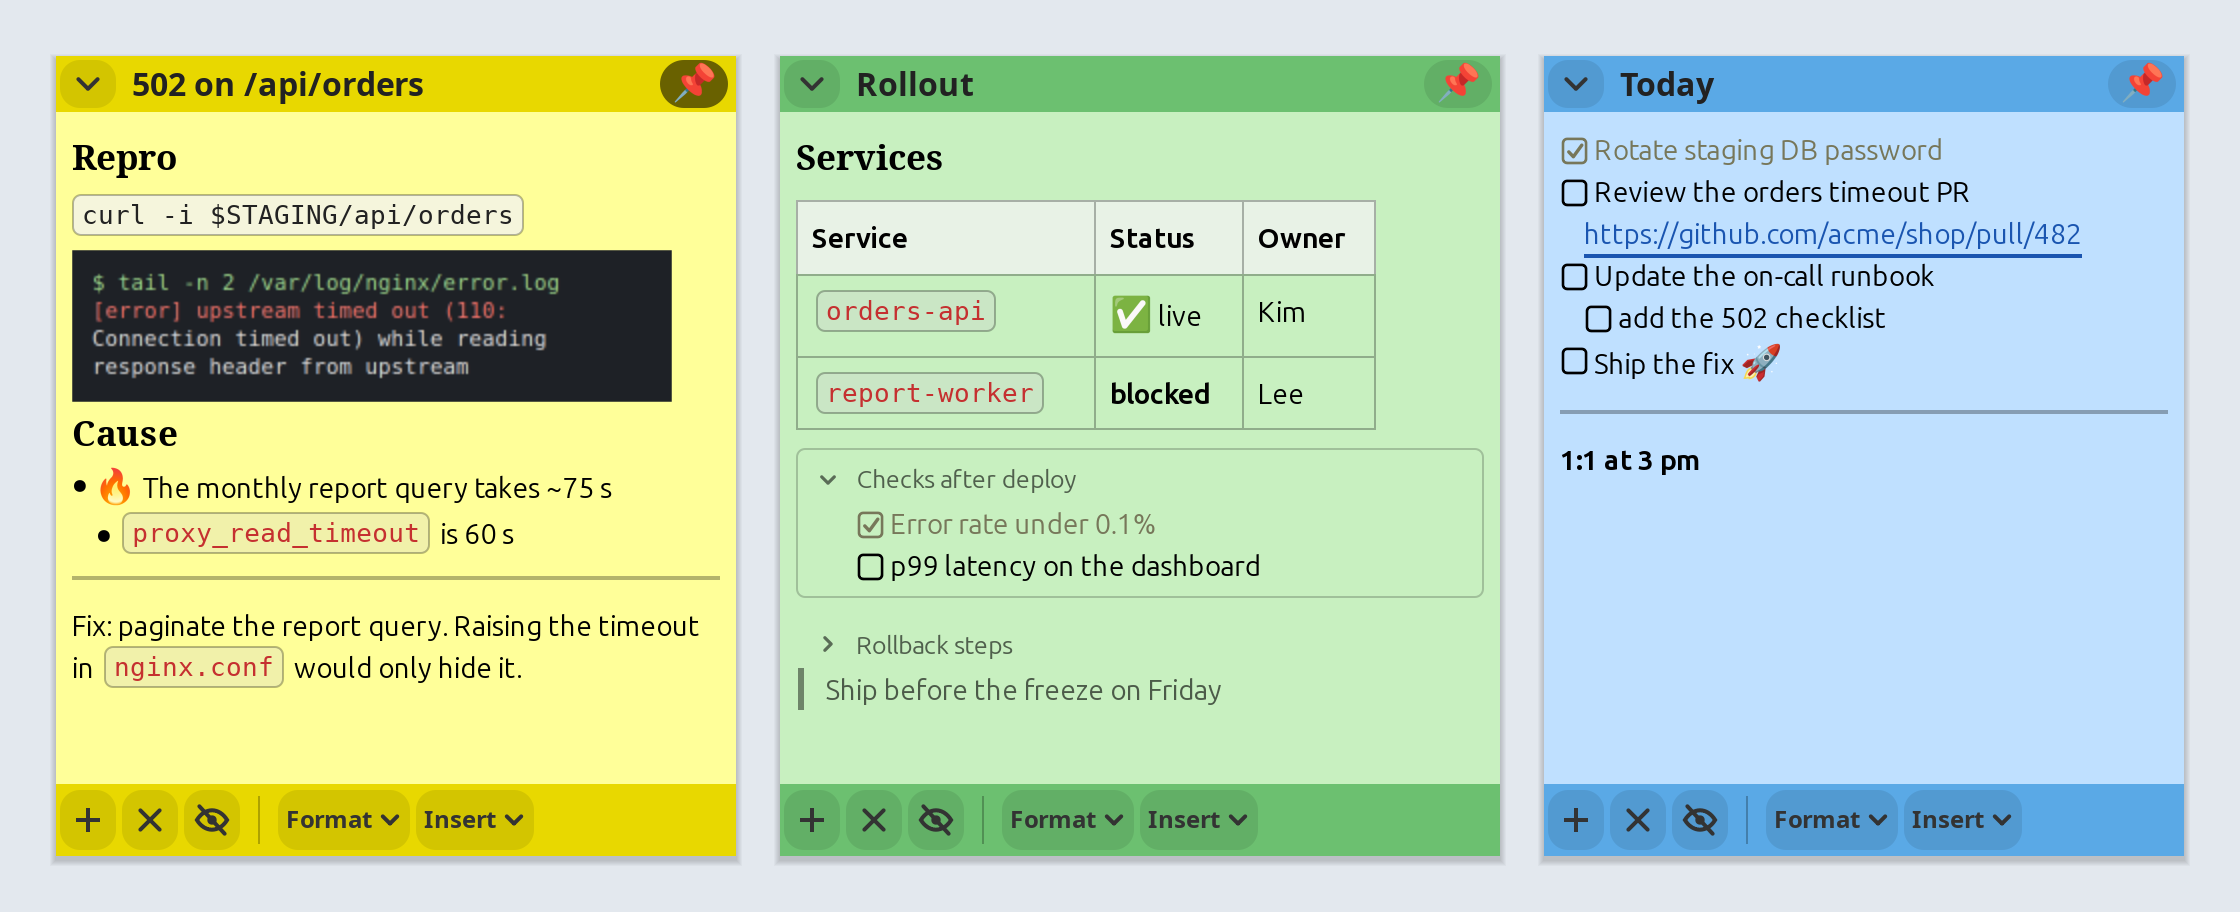 502 on /api/orders
Repro
curl -i $STAGING/api/orders
$ tail -n 2 /var/log/nginx/error.log
[error] upstream timed out (110:
Connection timed out) while reading
response header from upstream
Cause
🔥 The monthly report query takes ~75 s
proxy_read_timeout is 60 s
Fix: paginate the report query. Raising the timeout
in nginx.conf would only hide it.
Format Insert
Rollout
Services
Service Status Owner
orders-api ✅ live Kim
report-worker blocked Lee
Checks after deploy
Error rate under 0.1%
p99 latency on the dashboard
Rollback steps
Ship before the freeze on Friday
Format Insert
Today
Rotate staging DB password
Review the orders timeout PR
https://github.com/acme/shop/pull/482
Update the on-call runbook
add the 502 checklist
Ship the fix 🚀
1:1 at 3 pm
Format Insert